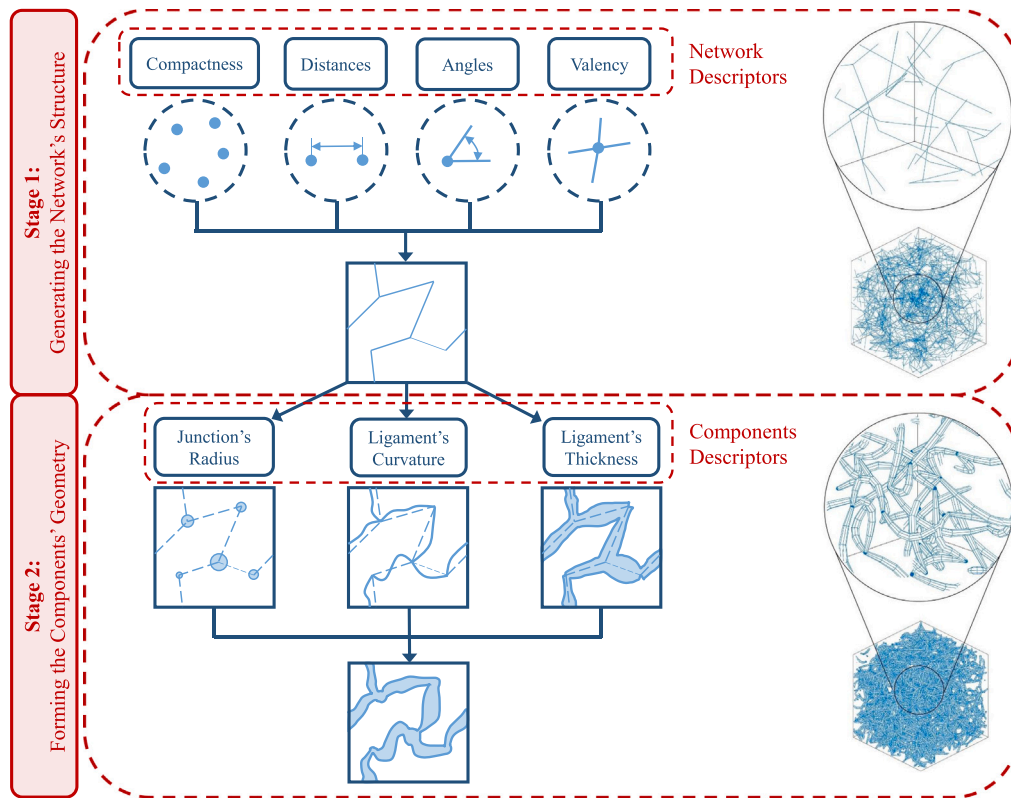 Stage 1:
Generating the Network's Structure
Compactness
Distances
Angles
Valency
Network
Descriptors
Stage 2:
Forming the Components' Geometry
Junction's
Radius
Ligament's
Curvature
Ligament's
Thickness
Components
Descriptors